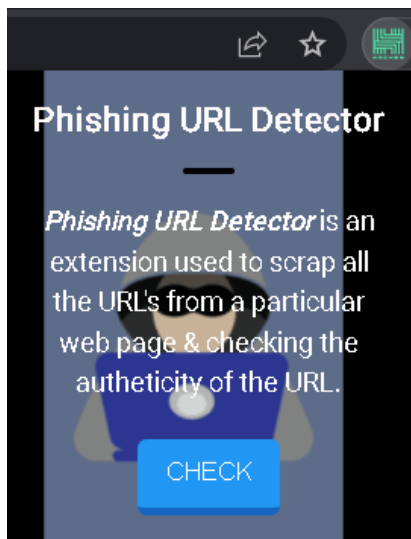 Phishing URL Detector
Phishing URL Detector is an
extension used to scrap all
the URL's from a particular
web page & checking the
autheticity of the URL.
CHECK